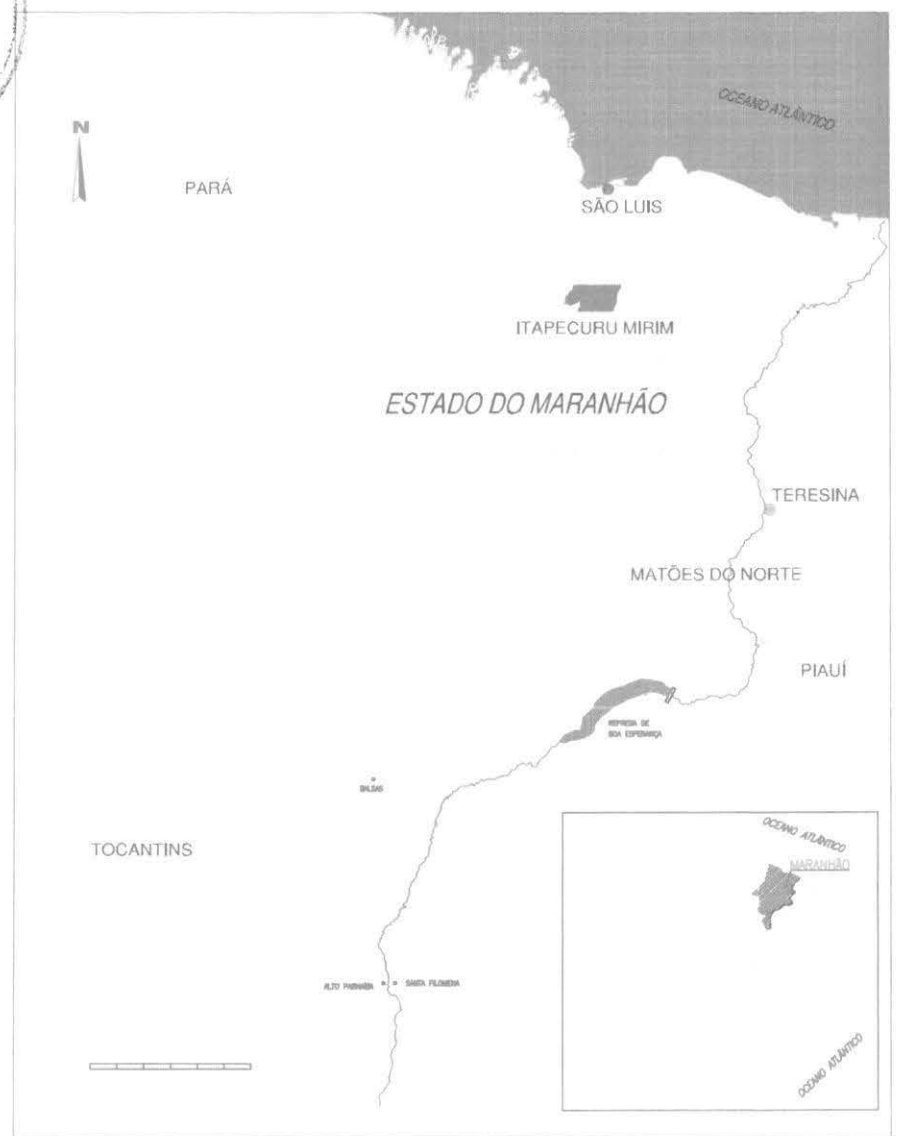 OCEANO ATLÂNTICO
N
PARÁ
SÃO LUIS
ITAPECURU MIRIM
ESTADO DO MARANHÃO
TERESINA
MATÕES DO NORTE
PIAUÍ
REPRESA DE
BOA ESPERANÇA
BALSAS
TOCANTINS
OCEANO ATLÂNTICO
MARANHÃO
ALTO PARNAÍBA
SANTA FILOMENA
OCEANO ATLÂNTICO